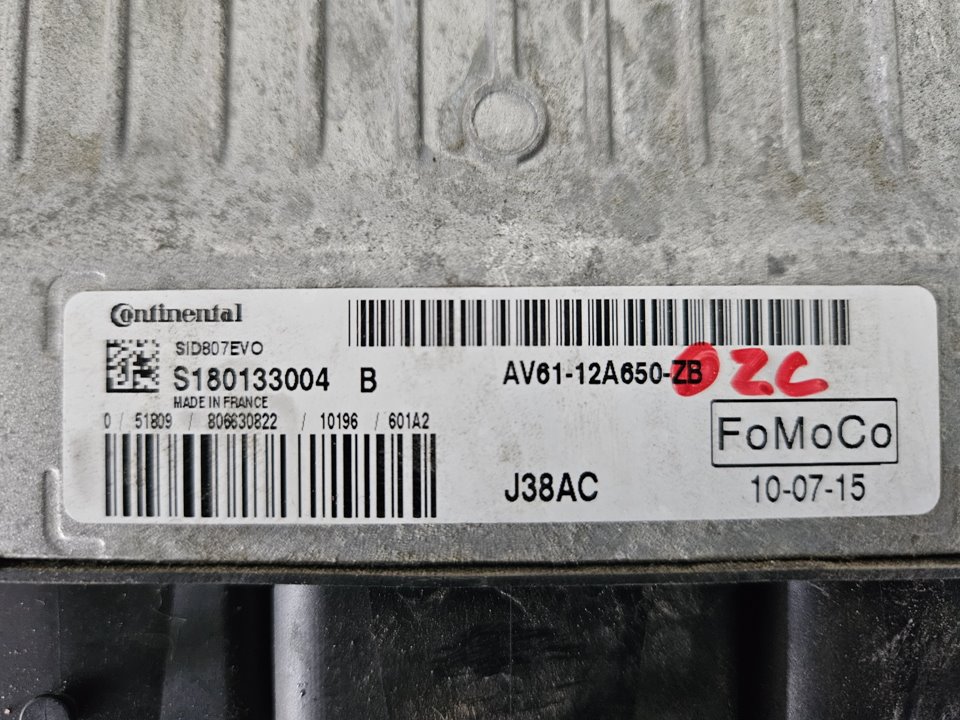 Continental
SID807EVO
S180133004 B
MADE IN FRANCE
0 / 51809 / 806630822 / 10196 / 601A2
AV61-12A650-ZB
OZC
FoMoCo
J38AC
10-07-15